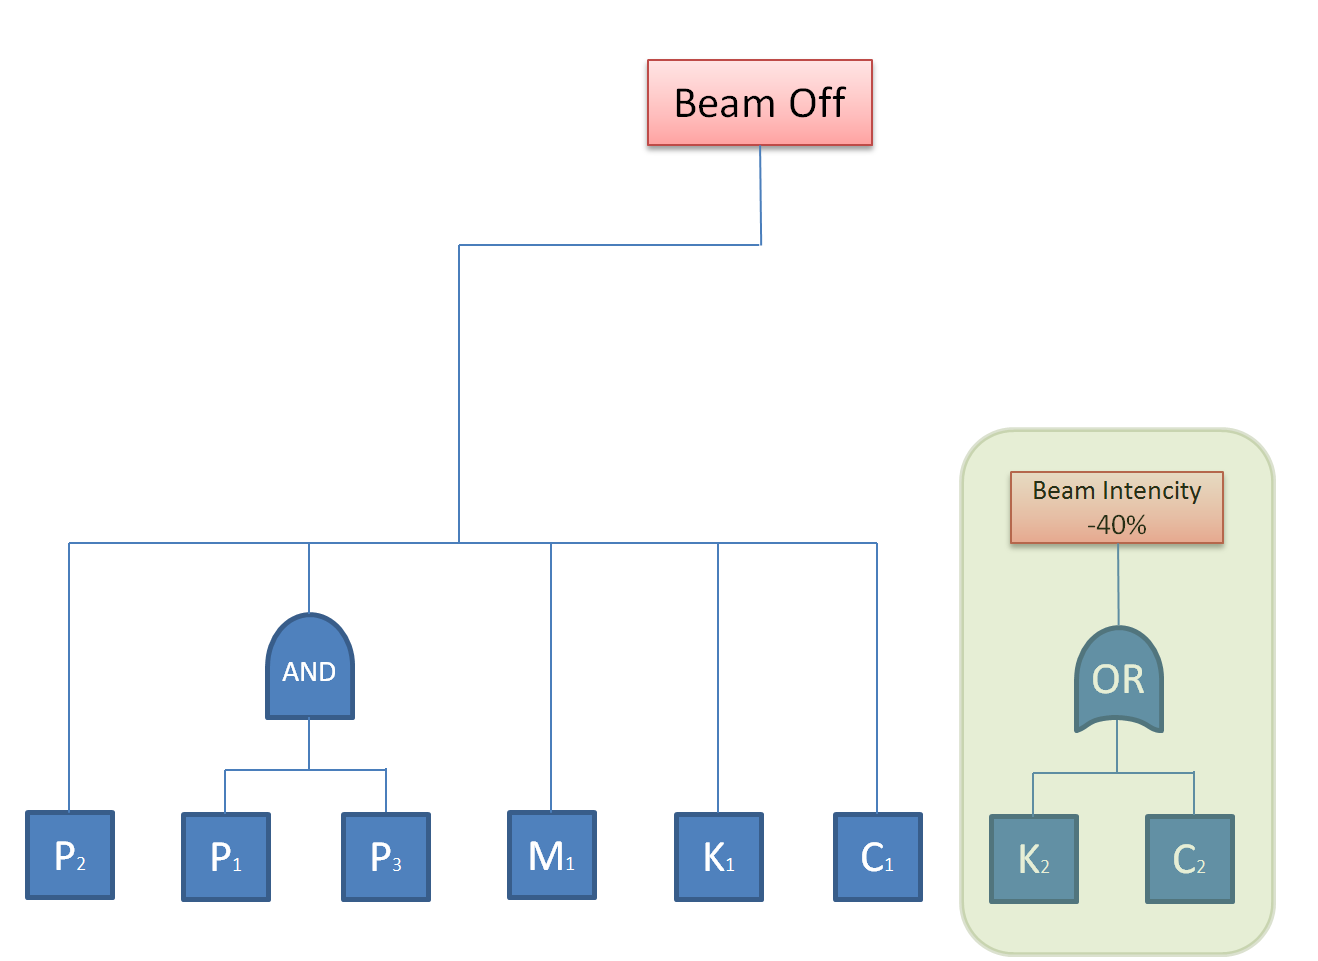 Beam Off
Beam Intencity
-40%
AND
OR
P2
P1
P3
M1
K1
C1
K2
C2